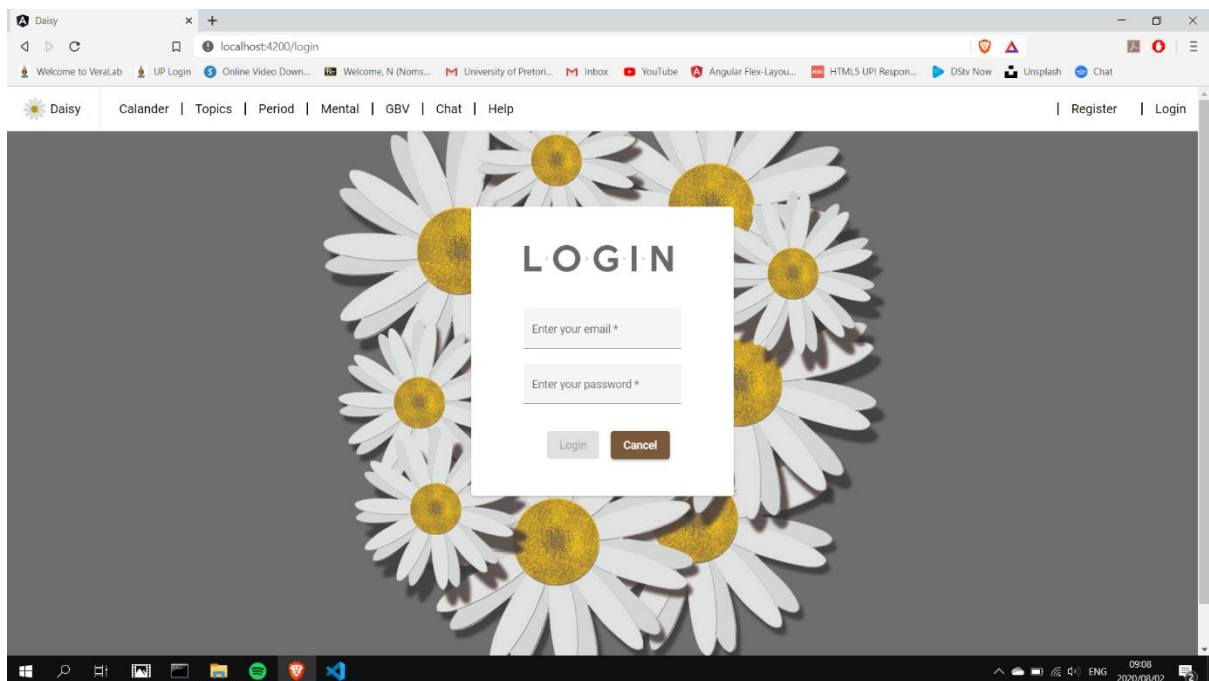 Daisy
localhost:4200/login
Welcome to VeraLab UP Login Online Video Down... Welcome, N (Noms... University of Pretori... Inbox YouTube Angular Flex-Layou... HTML5 UP! Respon... DStv Now Unsplash Chat
Daisy Calander | Topics | Period | Mental | GBV | Chat | Help | Register | Login
L·O·G·I·N
Enter your email *
Enter your password *
Login Cancel
ENG 09:08
2020/08/02